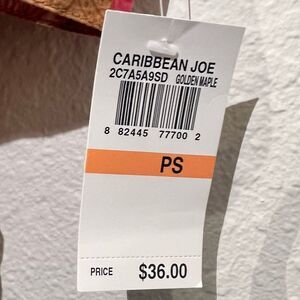 CARIBBEAN JOE
2C7A5A9SD GOLDEN MAPLE
8 82445 77700 2
PS
PRICE $36.00